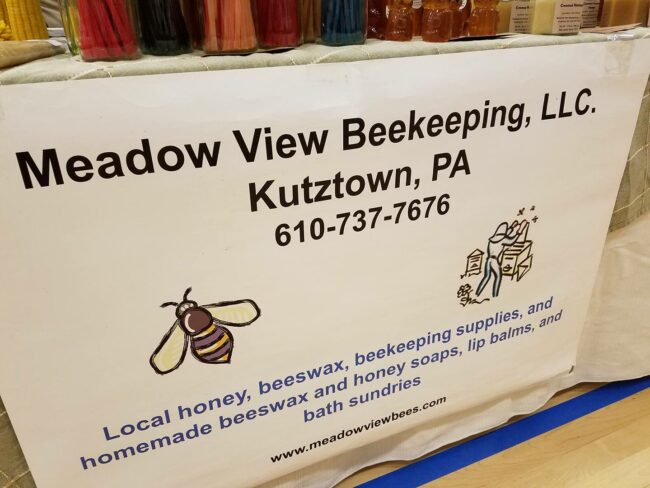 Meadow View Beekeeping, LLC.
Kutztown, PA
610-737-7676
Local honey, beeswax, beekeeping supplies, and
homemade beeswax and honey soaps, lip balms, and
bath sundries
www.meadowviewbees.com